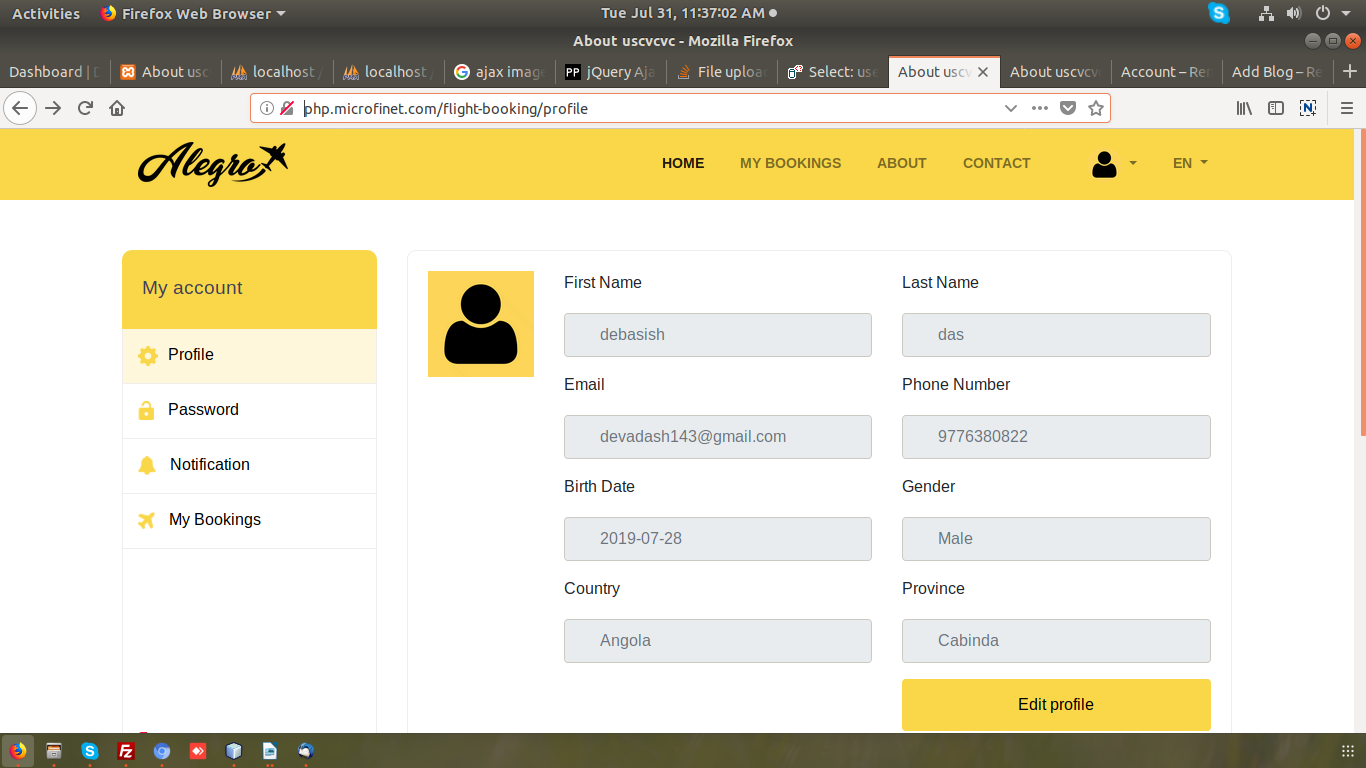 Activities Firefox Web Browser Tue Jul 31, 11:37:02 AM
About uscvcvc - Mozilla Firefox
Dashboard | About usc localhost / localhost / ajax imag PP jQuery Aja File uploa Select: use About uscv About uscvcv Account – Rer Add Blog – Re
php.microfinet.com/flight-booking/profile
Alegro HOME MY BOOKINGS ABOUT CONTACT EN
My account
Profile
Password
Notification
My Bookings
First Name Last Name
debasish das
Email Phone Number
devadash143@gmail.com 9776380822
Birth Date Gender
2019-07-28 Male
Country Province
Angola Cabinda
Edit profile